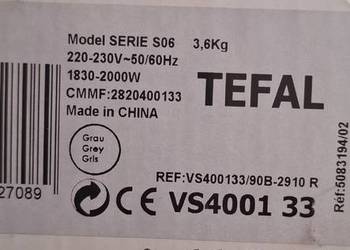 Model SERIE S06 3,6Kg
220-230V~50/60Hz
1830-2000W
CMMF:2820400133
Made in CHINA
TEFAL
Grau
Grey
Gris
27089
REF:VS400133/90B-2910 R
CE VS4001 33
Réf:5083194/02